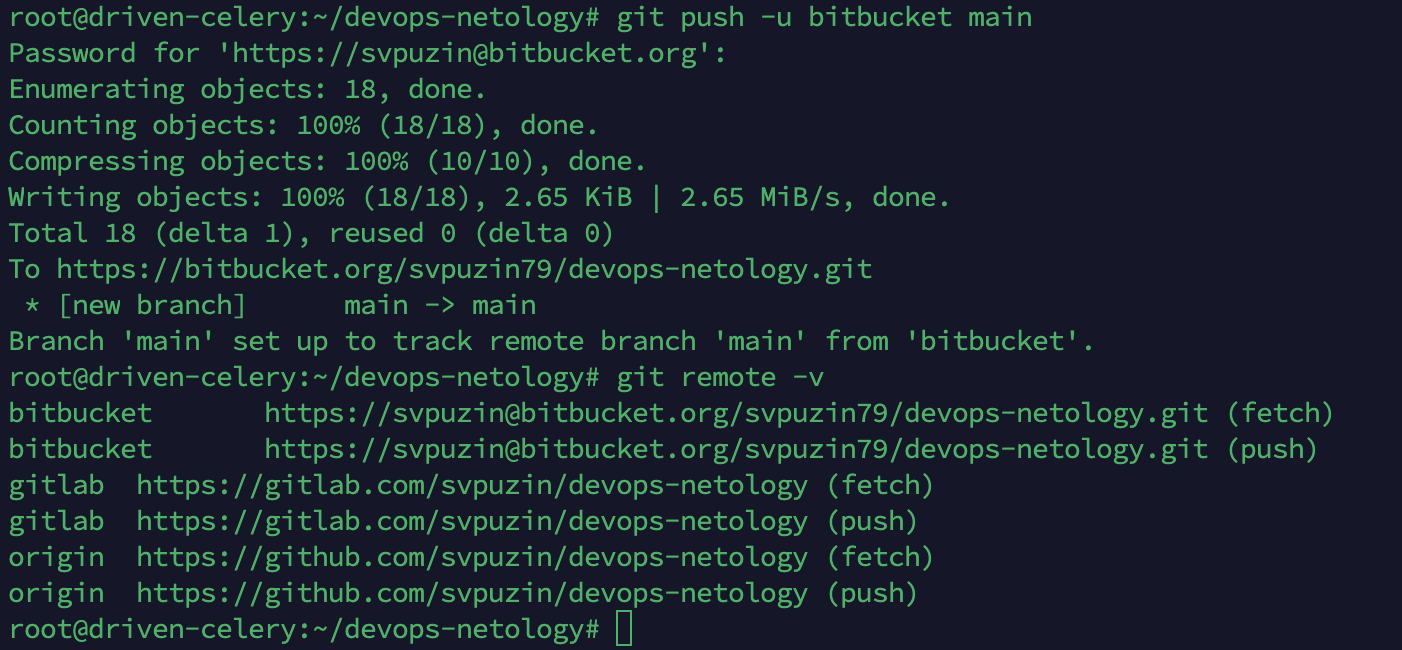 root@driven-celery:~/devops-netology# git push -u bitbucket main
Password for 'https://svpuzin@bitbucket.org':
Enumerating objects: 18, done.
Counting objects: 100% (18/18), done.
Compressing objects: 100% (10/10), done.
Writing objects: 100% (18/18), 2.65 KiB | 2.65 MiB/s, done.
Total 18 (delta 1), reused 0 (delta 0)
To https://bitbucket.org/svpuzin79/devops-netology.git
 * [new branch]      main -> main
Branch 'main' set up to track remote branch 'main' from 'bitbucket'.
root@driven-celery:~/devops-netology# git remote -v
bitbucket       https://svpuzin@bitbucket.org/svpuzin79/devops-netology.git (fetch)
bitbucket       https://svpuzin@bitbucket.org/svpuzin79/devops-netology.git (push)
gitlab  https://gitlab.com/svpuzin/devops-netology (fetch)
gitlab  https://gitlab.com/svpuzin/devops-netology (push)
origin  https://github.com/svpuzin/devops-netology (fetch)
origin  https://github.com/svpuzin/devops-netology (push)
root@driven-celery:~/devops-netology#